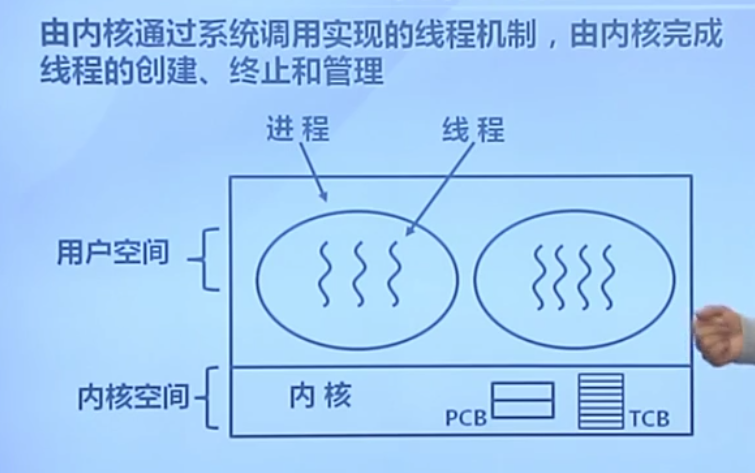 由内核通过系统调用实现的线程机制，由内核完成
线程的创建、终止和管理
进 程
线 程
用户空间
内核空间
内 核
PCB
TCB